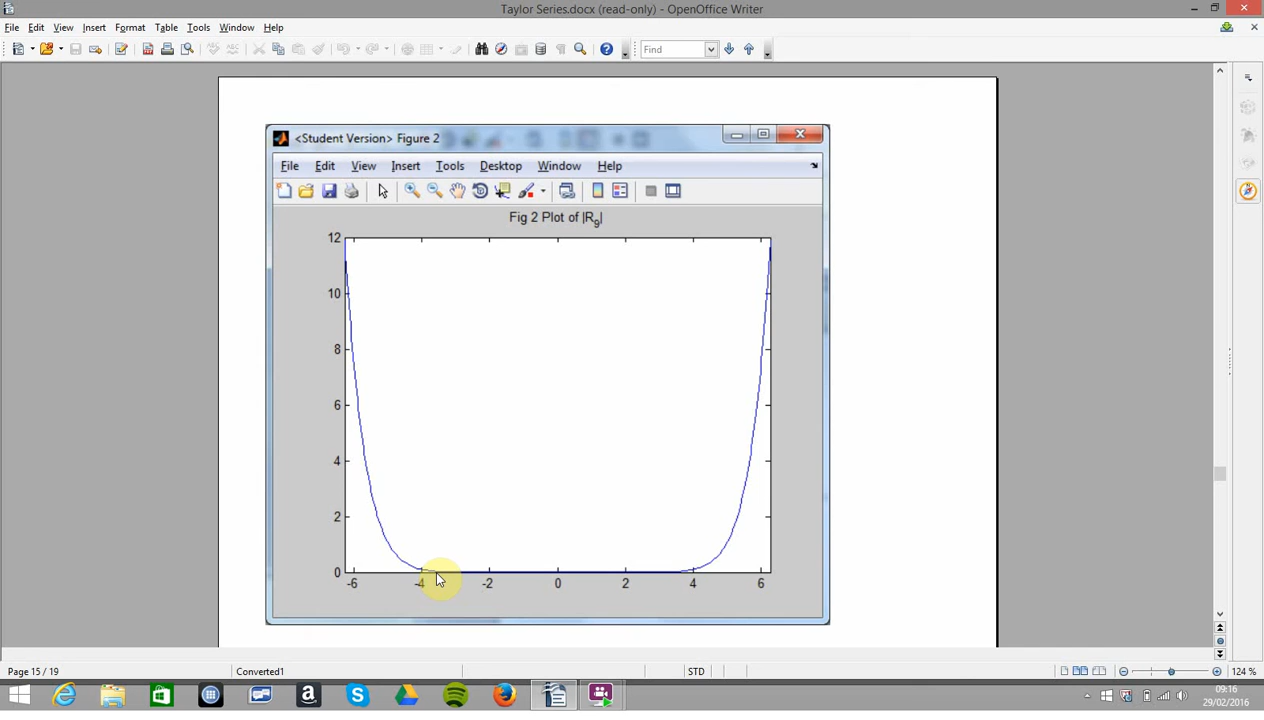 Taylor Series.docx (read-only) - OpenOffice Writer
File Edit View Insert Format Table Tools Window Help
Find
<Student Version> Figure 2
File Edit View Insert Tools Desktop Window Help
Fig 2 Plot of |R9|
12
10
8
6
4
2
0
-6 -4 -2 0 2 4 6
Page 15 / 19 Converted1 STD 124 %
09:16
29/02/2016